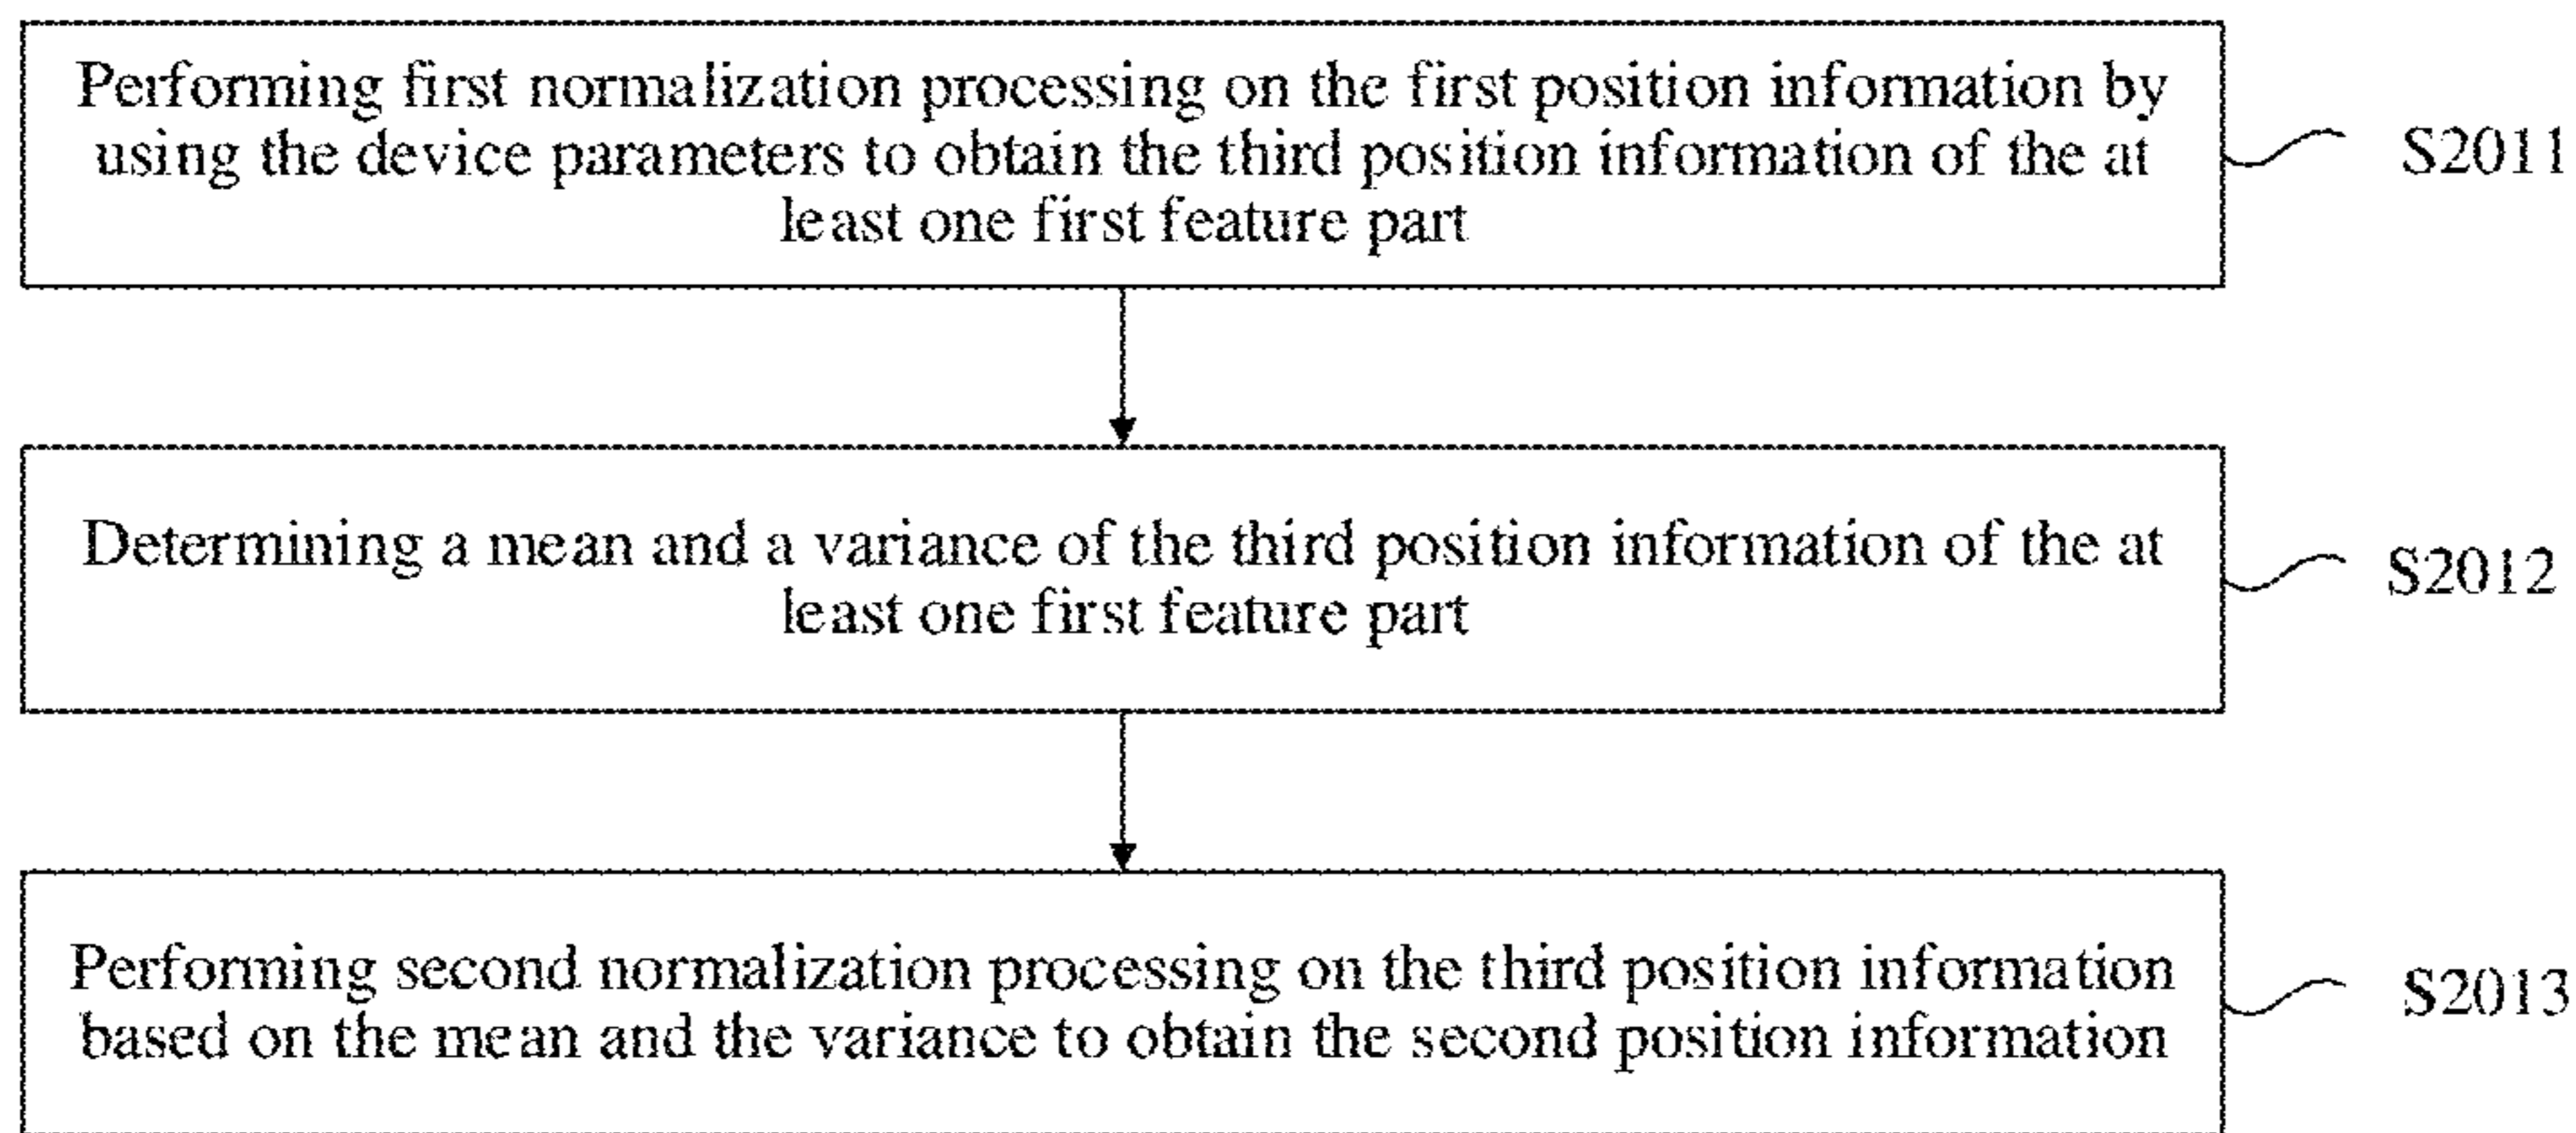 Performing first normalization processing on the first position information by
using the device parameters to obtain the third position information of the at
least one first feature part
S2011
Determining a mean and a variance of the third position information of the at
least one first feature part
S2012
Performing second normalization processing on the third position information
based on the mean and the variance to obtain the second position information
S2013